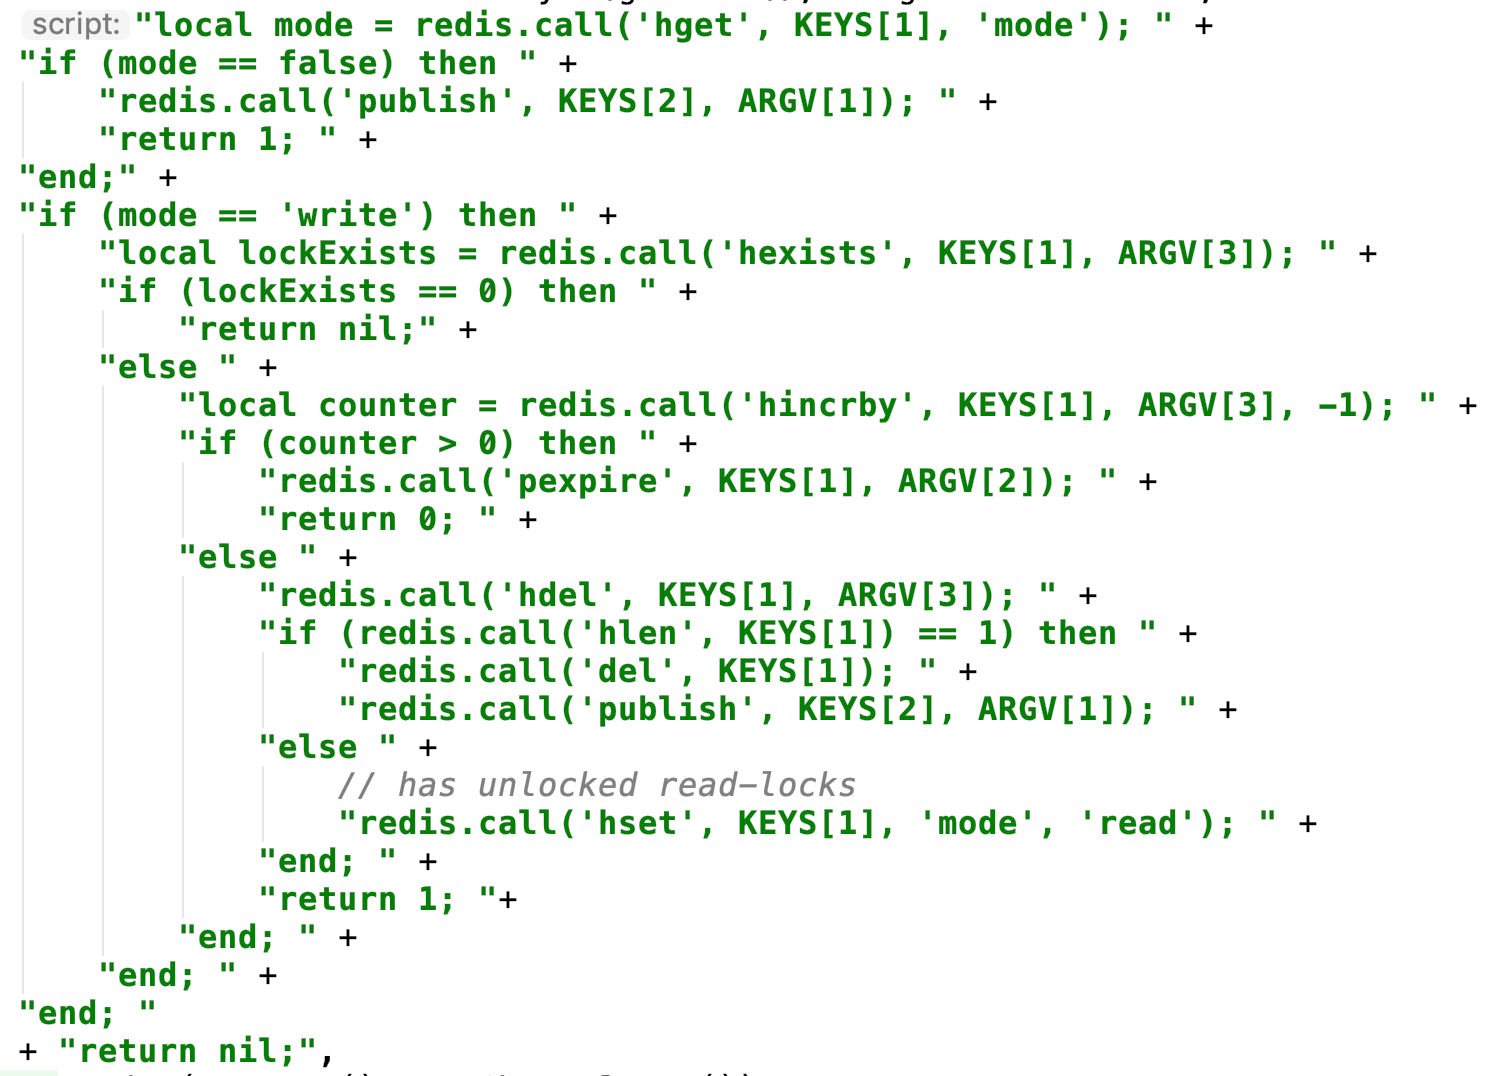 script: "local mode = redis.call('hget', KEYS[1], 'mode'); " +
"if (mode == false) then " +
"redis.call('publish', KEYS[2], ARGV[1]); " +
"return 1; " +
"end;" +
"if (mode == 'write') then " +
"local lockExists = redis.call('hexists', KEYS[1], ARGV[3]); " +
"if (lockExists == 0) then " +
"return nil;" +
"else " +
"local counter = redis.call('hincrby', KEYS[1], ARGV[3], -1); " +
"if (counter > 0) then " +
"redis.call('pexpire', KEYS[1], ARGV[2]); " +
"return 0; " +
"else " +
"redis.call('hdel', KEYS[1], ARGV[3]); " +
"if (redis.call('hlen', KEYS[1]) == 1) then " +
"redis.call('del', KEYS[1]); " +
"redis.call('publish', KEYS[2], ARGV[1]); " +
"else " +
// has unlocked read-locks
"redis.call('hset', KEYS[1], 'mode', 'read'); " +
"end; " +
"return 1; "+
"end; " +
"end; " +
"end; "
+ "return nil;",